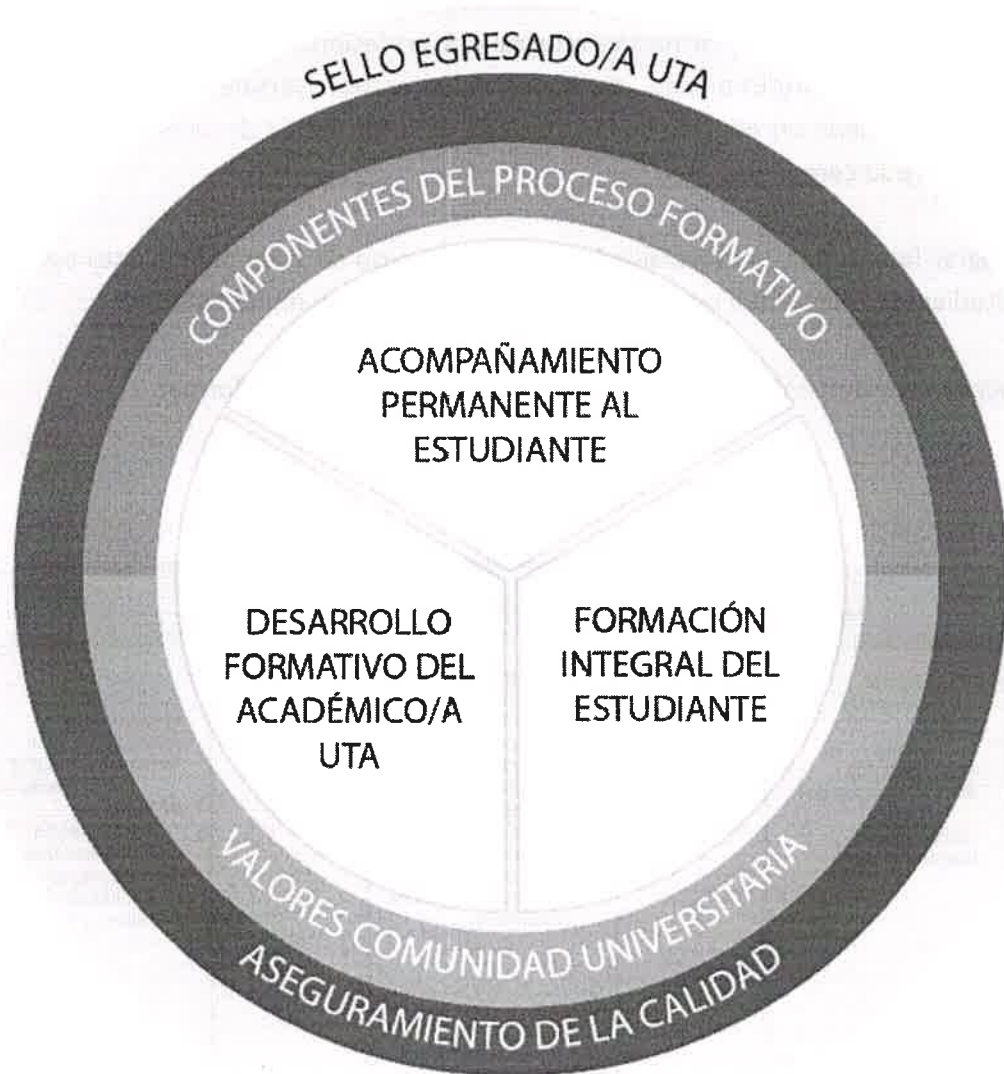 SELLO EGRESADO/A UTA
COMPONENTES DEL PROCESO FORMATIVO
ACOMPAÑAMIENTO
PERMANENTE AL
ESTUDIANTE
DESARROLLO
FORMATIVO DEL
ACADÉMICO/A
UTA
FORMACIÓN
INTEGRAL DEL
ESTUDIANTE
VALORES COMUNIDAD UNIVERSITARIA
ASEGURAMIENTO DE LA CALIDAD